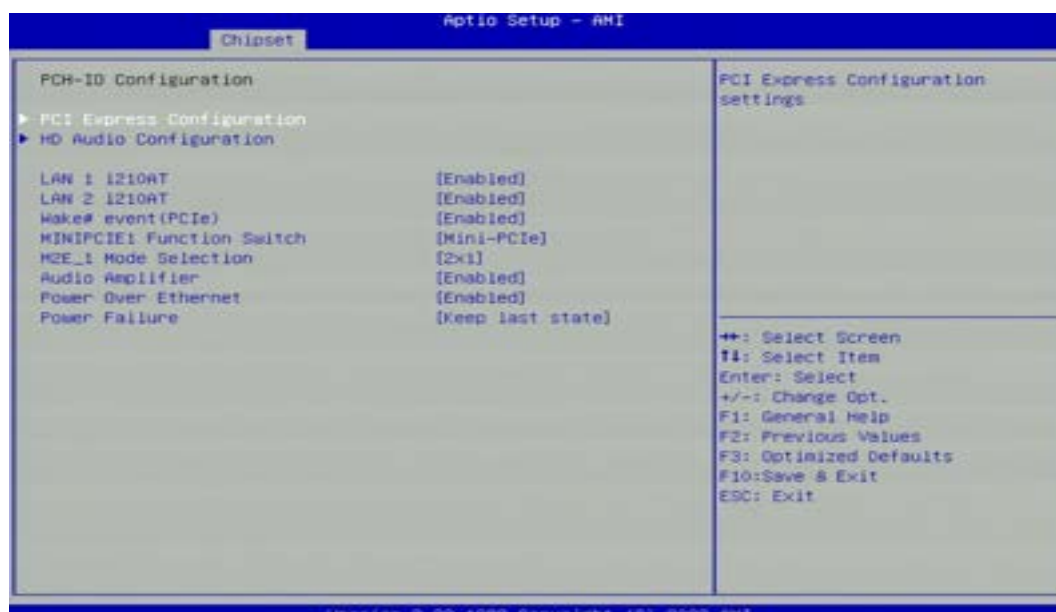 Aptio Setup - AMI
Chipset
PCH-IO Configuration
PCI Express Configuration
HD Audio Configuration
LAN 1 i210AT [Enabled]
LAN 2 i210AT [Enabled]
Wake# event(PCIe) [Enabled]
MINIPCIE1 Function Switch [Mini-PCIe]
M2E_1 Mode Selection [2x1]
Audio Amplifier [Enabled]
Power Over Ethernet [Enabled]
Power Failure [Keep last state]
PCI Express Configuration
settings
→←: Select Screen
↑↓: Select Item
Enter: Select
+/-: Change Opt.
F1: General Help
F2: Previous Values
F3: Optimized Defaults
F10:Save & Exit
ESC: Exit